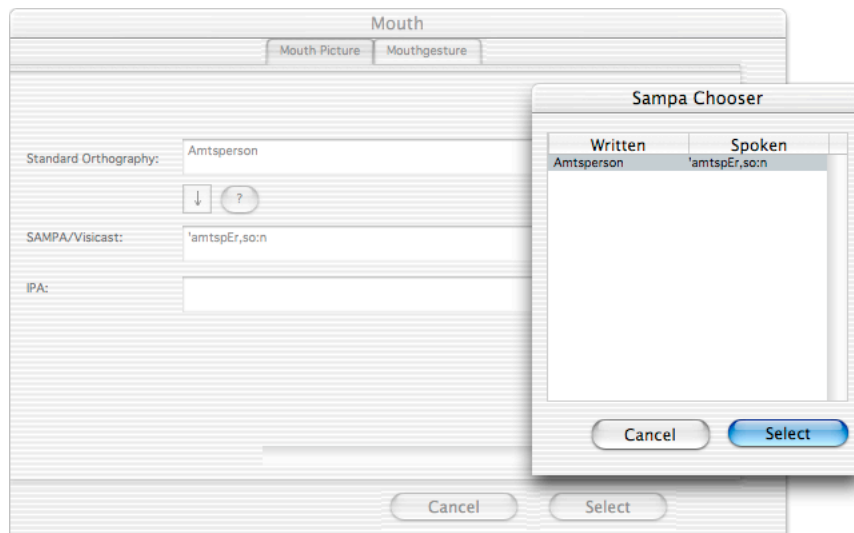 Mouth
Mouth Picture Mouthgesture
Standard Orthography: Amtsperson
↓ ?
SAMPA/Visicast: 'amtspEr,so:n
IPA:
Cancel Select
Sampa Chooser
Written Spoken
Amtsperson 'amtspEr,so:n
Cancel Select